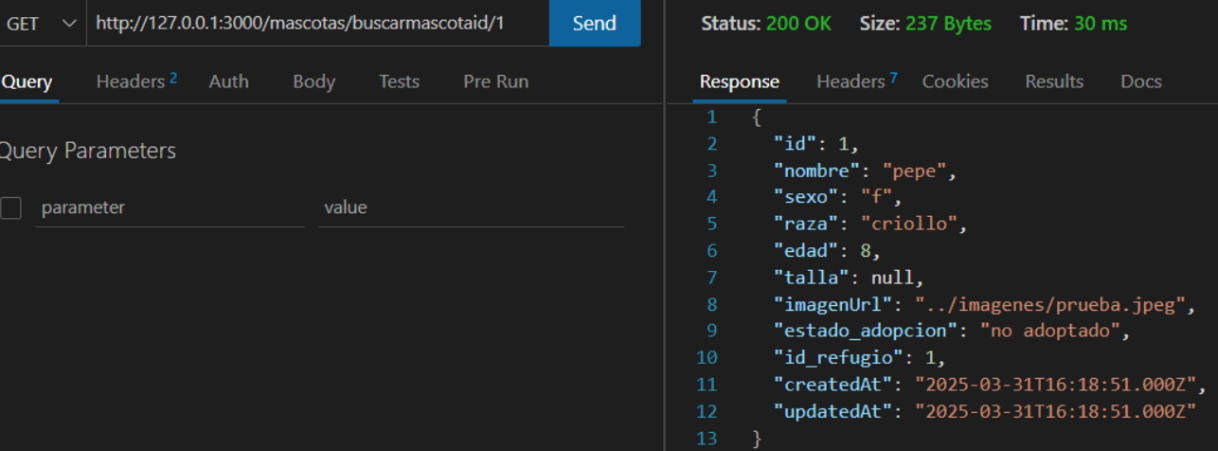 GET http://127.0.0.1:3000/mascotas/buscarmascotaid/1 Send
Query Headers 2 Auth Body Tests Pre Run
Query Parameters
parameter value
Status: 200 OK Size: 237 Bytes Time: 30 ms
Response Headers 7 Cookies Results Docs
1 {
2 "id": 1,
3 "nombre": "pepe",
4 "sexo": "f",
5 "raza": "criollo",
6 "edad": 8,
7 "talla": null,
8 "imagenUrl": "../imagenes/prueba.jpeg",
9 "estado_adopcion": "no adoptado",
10 "id_refugio": 1,
11 "createdAt": "2025-03-31T16:18:51.000Z",
12 "updatedAt": "2025-03-31T16:18:51.000Z"
13 }